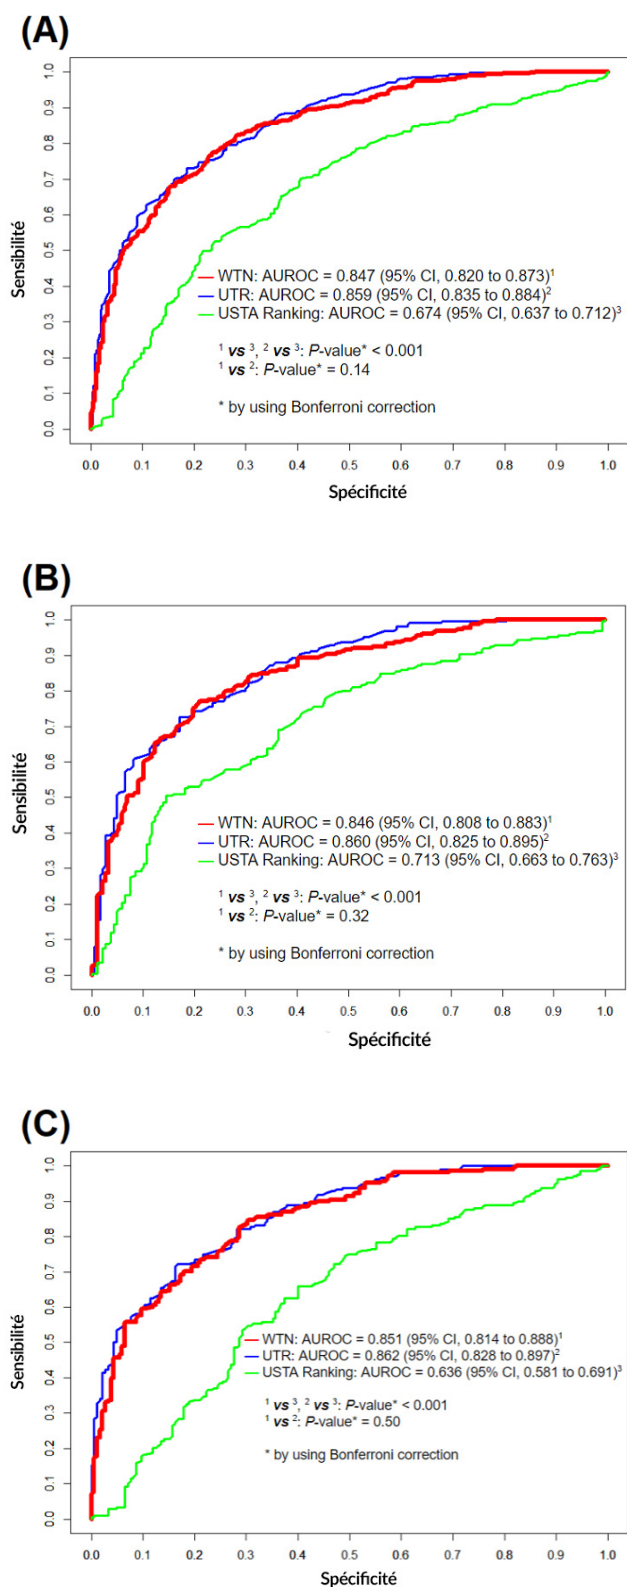 (A)
1.0
0.9
0.8
0.7
0.6
0.5
0.4
0.3
0.2
0.1
0.0
Sensibilité
WTN: AUROC = 0.847 (95% CI, 0.820 to 0.873)¹
UTR: AUROC = 0.859 (95% CI, 0.835 to 0.884)²
USTA Ranking: AUROC = 0.674 (95% CI, 0.637 to 0.712)³
¹ vs ³, ² vs ³: P-value* < 0.001
¹ vs ²: P-value* = 0.14
* by using Bonferroni correction
0.0 0.1 0.2 0.3 0.4 0.5 0.6 0.7 0.8 0.9 1.0
Spécificité
(B)
1.0
0.9
0.8
0.7
0.6
0.5
0.4
0.3
0.2
0.1
0.0
Sensibilité
WTN: AUROC = 0.846 (95% CI, 0.808 to 0.883)¹
UTR: AUROC = 0.860 (95% CI, 0.825 to 0.895)²
USTA Ranking: AUROC = 0.713 (95% CI, 0.663 to 0.763)³
¹ vs ³, ² vs ³: P-value* < 0.001
¹ vs ²: P-value* = 0.32
* by using Bonferroni correction
0.0 0.1 0.2 0.3 0.4 0.5 0.6 0.7 0.8 0.9 1.0
Spécificité
(C)
1.0
0.9
0.8
0.7
0.6
0.5
0.4
0.3
0.2
0.1
0.0
Sensibilité
WTN: AUROC = 0.851 (95% CI, 0.814 to 0.888)¹
UTR: AUROC = 0.862 (95% CI, 0.828 to 0.897)²
USTA Ranking: AUROC = 0.636 (95% CI, 0.581 to 0.691)³
¹ vs ³, ² vs ³: P-value* < 0.001
¹ vs ²: P-value* = 0.50
* by using Bonferroni correction
0.0 0.1 0.2 0.3 0.4 0.5 0.6 0.7 0.8 0.9 1.0
Spécificité